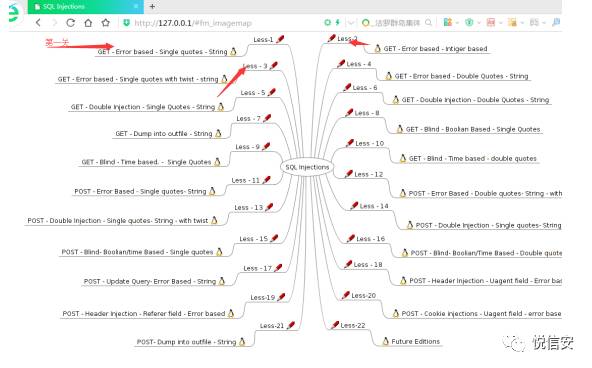 SQL Injections
http://127.0.0.1/#fm_imagemap
第一关
Less-1
GET - Error based - Single quotes - String
Less - 3
GET - Error based - Single quotes with twist - string
Less - 5
GET - Double Injection - Single Quotes - String
Less - 7
GET - Dump into outfile - String
Less - 9
GET - Blind - Time based. - Single Quotes
Less - 11
POST - Error Based - Single quotes- String
Less - 13
POST - Double Injection - Single quotes- String - with twist
Less - 15
POST - Blind- Boolian/time Based - Single quotes
Less - 17
POST - Update Query- Error Based - String
Less-19
POST - Header Injection - Referer field - Error based
Less-21
POST- Dump into outfile - String
SQL Injections
Less-2
GET - Error based - Intiger based
Less - 4
GET - Error based - Double Quotes - String
Less - 6
GET - Double Injection - Double Quotes - String
Less - 8
GET - Blind - Boolian Based - Single Quotes
Less - 10
GET - Blind - Time based - double quotes
Less - 12
POST - Error Based - Double quotes- String - with
Less - 14
POST - Double Injection - Single quotes- String
Less - 16
POST - Blind- Boolian/Time Based - Double quotes
Less - 18
POST - Header Injection - Uagent field - Error bas
Less-20
POST - Cookie injections - Uagent field - error base
Less-22
Future Editions
悦信安